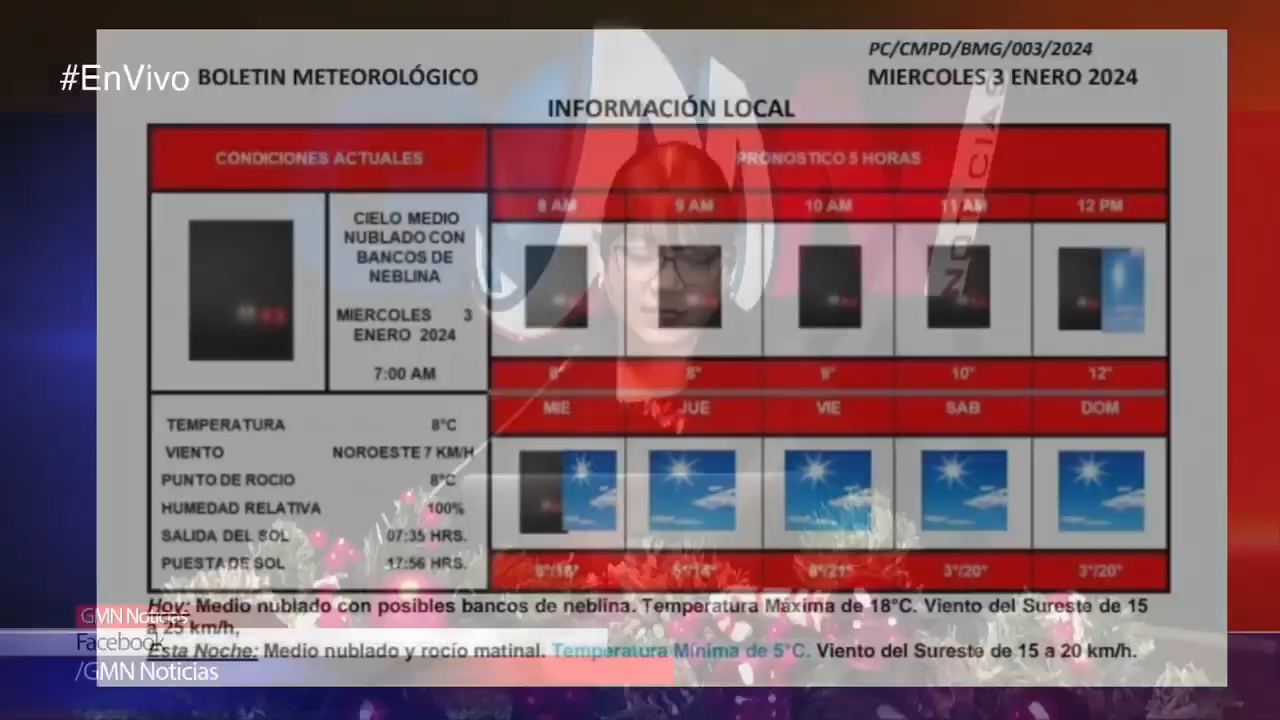 PC/CMPD/BMG/003/2024
#EnVivo
BOLETIN METEOROLÓGICO
MIERCOLES 3 ENERO 2024
INFORMACIÓN LOCAL
CONDICIONES ACTUALES
PRONOSTICO 5 HORAS
8 AM
9 AM
10 AM
11 AM
12 PM
CIELO MEDIO
NUBLADO CON
BANCOS DE
NEBLINA
MIERCOLES 3
ENERO 2024
7:00 AM
NOTICIAS
8°
8°
9°
10°
12°
MIE
JUE
VIE
SAB
DOM
TEMPERATURA 8°C
VIENTO NOROESTE 7 KM/H
PUNTO DE ROCIO 8°C
HUMEDAD RELATIVA 100%
SALIDA DEL SOL 07:35 HRS.
PUESTA DE SOL 17:56 HRS.
8°/18°
8°/21°
3°/20°
3°/20°
Hoy: Medio nublado con posibles bancos de neblina. Temperatura Máxima de 18°C. Viento del Sureste de 15
a 25 km/h,
Esta Noche: Medio nublado y rocío matinal. Temperatura Mínima de 5°C. Viento del Sureste de 15 a 20 km/h.
GMN Noticias
Facebook
/GMN Noticias